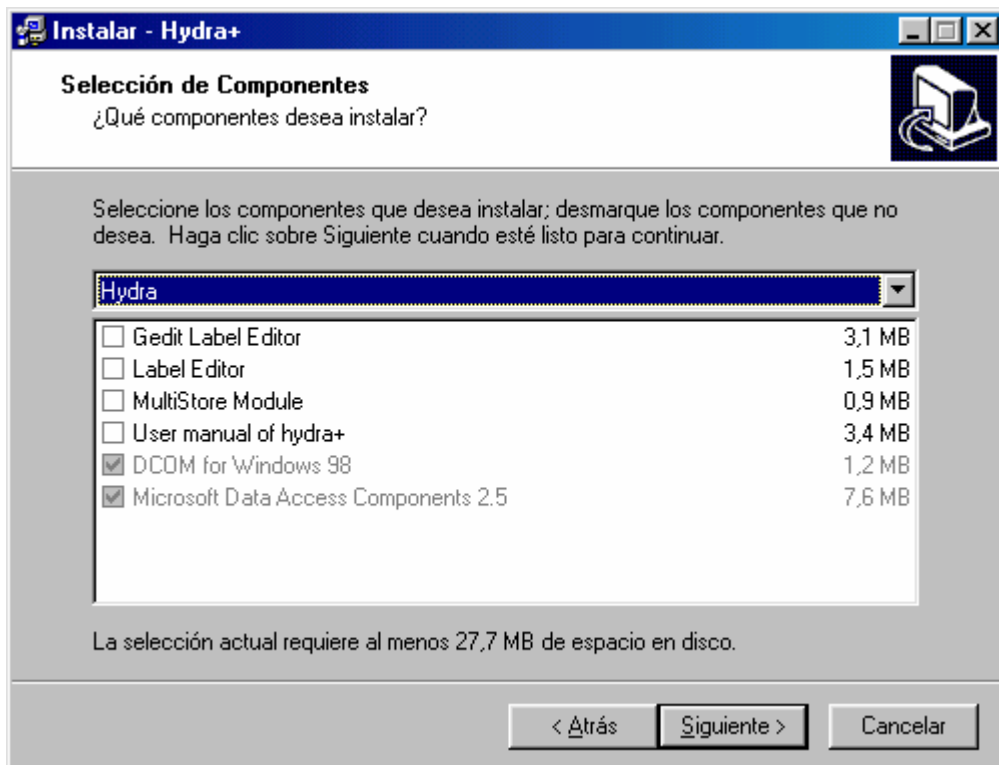 Instalar - Hydra+
Selección de Componentes
¿Qué componentes desea instalar?
Seleccione los componentes que desea instalar; desmarque los componentes que no
desea.  Haga clic sobre Siguiente cuando esté listo para continuar.
Hydra
Gedit Label Editor 3,1 MB
Label Editor 1,5 MB
MultiStore Module 0,9 MB
User manual of hydra+ 3,4 MB
DCOM for Windows 98 1,2 MB
Microsoft Data Access Components 2.5 7,6 MB
La selección actual requiere al menos 27,7 MB de espacio en disco.
< Atrás Siguiente > Cancelar